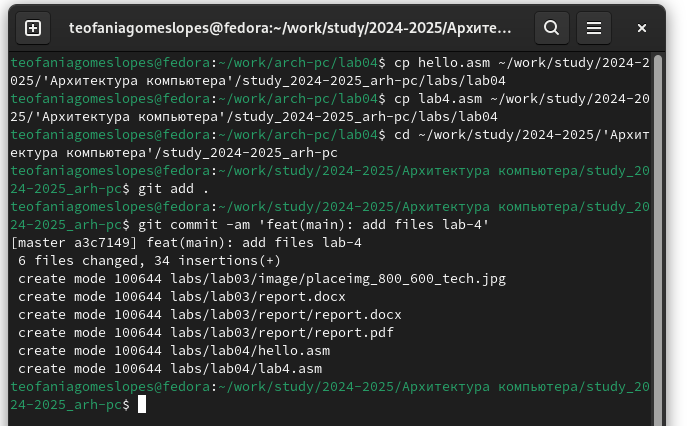 teofaniagomeslopes@fedora:~/work/study/2024-2025/Архите...
teofaniagomeslopes@fedora:~/work/arch-pc/lab04$ cp hello.asm ~/work/study/2024-2
025/'Архитектура компьютера'/study_2024-2025_arh-pc/labs/lab04
teofaniagomeslopes@fedora:~/work/arch-pc/lab04$ cp lab4.asm ~/work/study/2024-20
25/'Архитектура компьютера'/study_2024-2025_arh-pc/labs/lab04
teofaniagomeslopes@fedora:~/work/arch-pc/lab04$ cd ~/work/study/2024-2025/'Архит
ектура компьютера'/study_2024-2025_arh-pc
teofaniagomeslopes@fedora:~/work/study/2024-2025/Архитектура компьютера/study_20
24-2025_arh-pc$ git add .
teofaniagomeslopes@fedora:~/work/study/2024-2025/Архитектура компьютера/study_20
24-2025_arh-pc$ git commit -am 'feat(main): add files lab-4'
[master a3c7149] feat(main): add files lab-4
 6 files changed, 34 insertions(+)
 create mode 100644 labs/lab03/image/placeimg_800_600_tech.jpg
 create mode 100644 labs/lab03/report.docx
 create mode 100644 labs/lab03/report/report.docx
 create mode 100644 labs/lab03/report/report.pdf
 create mode 100644 labs/lab04/hello.asm
 create mode 100644 labs/lab04/lab4.asm
teofaniagomeslopes@fedora:~/work/study/2024-2025/Архитектура компьютера/study_20
24-2025_arh-pc$